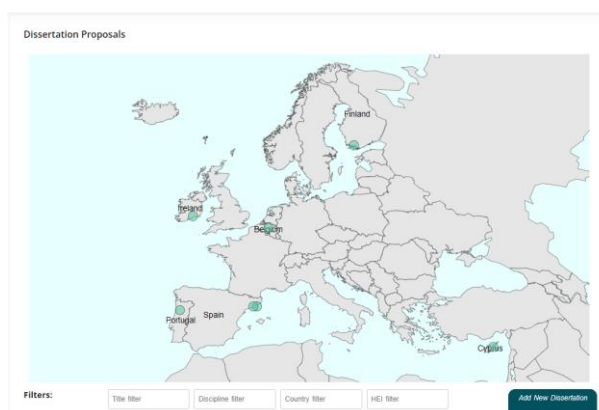 Dissertation Proposals
Finland
Ireland
Belgium
Portugal
Spain
Cyprus
Filters:
Title filter
Discipline filter
Country filter
HEI filter
Add New Dissertation